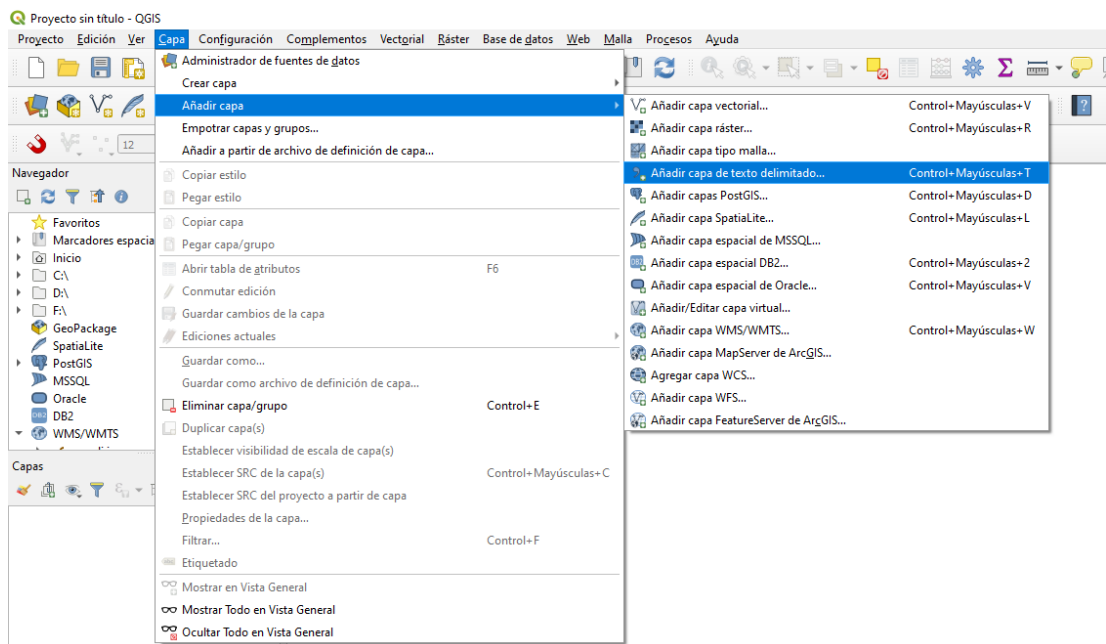 Proyecto sin título - QGIS
Proyecto Edición Ver Capa Configuración Complementos Vectorial Ráster Base de datos Web Malla Procesos Ayuda
12
Administrador de fuentes de datos
Crear capa
Añadir capa
Empotrar capas y grupos...
Añadir a partir de archivo de definición de capa...
Copiar estilo
Pegar estilo
Copiar capa
Pegar capa/grupo
Abrir tabla de atributos F6
Conmutar edición
Guardar cambios de la capa
Ediciones actuales
Guardar como...
Guardar como archivo de definición de capa...
Eliminar capa/grupo Control+E
Duplicar capa(s)
Establecer visibilidad de escala de capa(s)
Establecer SRC de la capa(s) Control+Mayúsculas+C
Establecer SRC del proyecto a partir de capa
Propiedades de la capa...
Filtrar... Control+F
Etiquetado
Mostrar en Vista General
Mostrar Todo en Vista General
Ocultar Todo en Vista General
Añadir capa vectorial... Control+Mayúsculas+V
Añadir capa ráster... Control+Mayúsculas+R
Añadir capa tipo malla...
Añadir capa de texto delimitado... Control+Mayúsculas+T
Añadir capas PostGIS... Control+Mayúsculas+D
Añadir capa SpatiaLite... Control+Mayúsculas+L
Añadir capa espacial de MSSQL...
Añadir capa espacial DB2... Control+Mayúsculas+2
Añadir capa espacial de Oracle... Control+Mayúsculas+V
Añadir/Editar capa virtual...
Añadir capa WMS/WMTS... Control+Mayúsculas+W
Añadir capa MapServer de ArcGIS...
Agregar capa WCS...
Añadir capa WFS...
Añadir capa FeatureServer de ArcGIS...
Navegador
Favoritos
Marcadores espacia
Inicio
C:\
D:\
F:\
GeoPackage
SpatiaLite
PostGIS
MSSQL
Oracle
DB2
WMS/WMTS
Capas